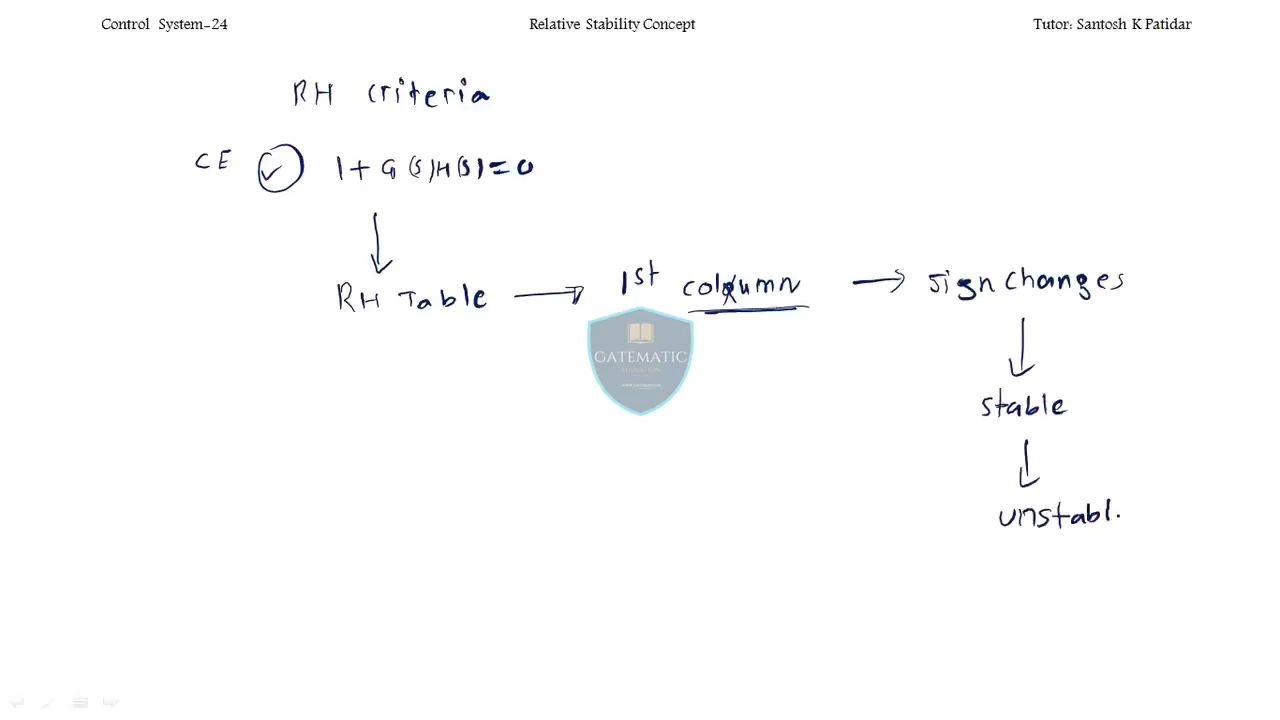 Control System-24 Relative Stability Concept Tutor: Santosh K Patidar
RH criteria
CE 1+G(s)H(s)=0
RH Table → 1st column → sign changes
GATEMATIC
stable
unstabl.